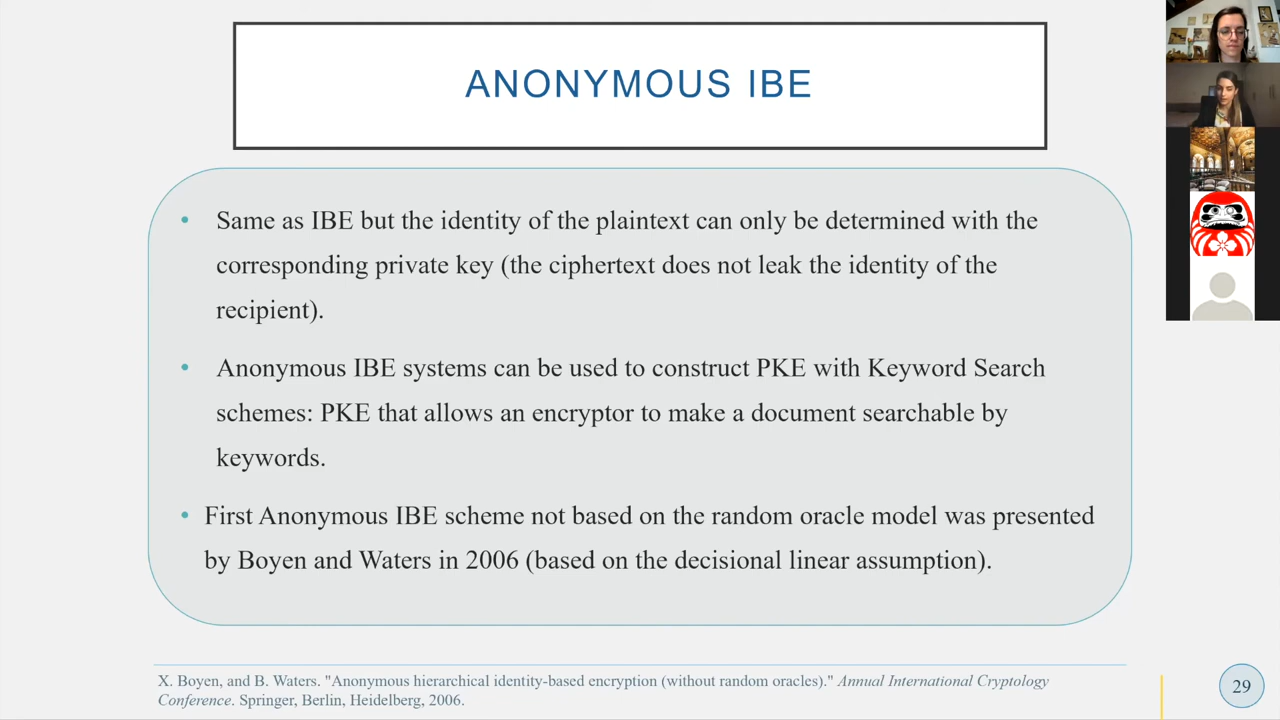 ANONYMOUS IBE
• Same as IBE but the identity of the plaintext can only be determined with the
corresponding private key (the ciphertext does not leak the identity of the
recipient).
• Anonymous IBE systems can be used to construct PKE with Keyword Search
schemes: PKE that allows an encryptor to make a document searchable by
keywords.
• First Anonymous IBE scheme not based on the random oracle model was presented
by Boyen and Waters in 2006 (based on the decisional linear assumption).
X. Boyen, and B. Waters. "Anonymous hierarchical identity-based encryption (without random oracles)." Annual International Cryptology
Conference. Springer, Berlin, Heidelberg, 2006.
29